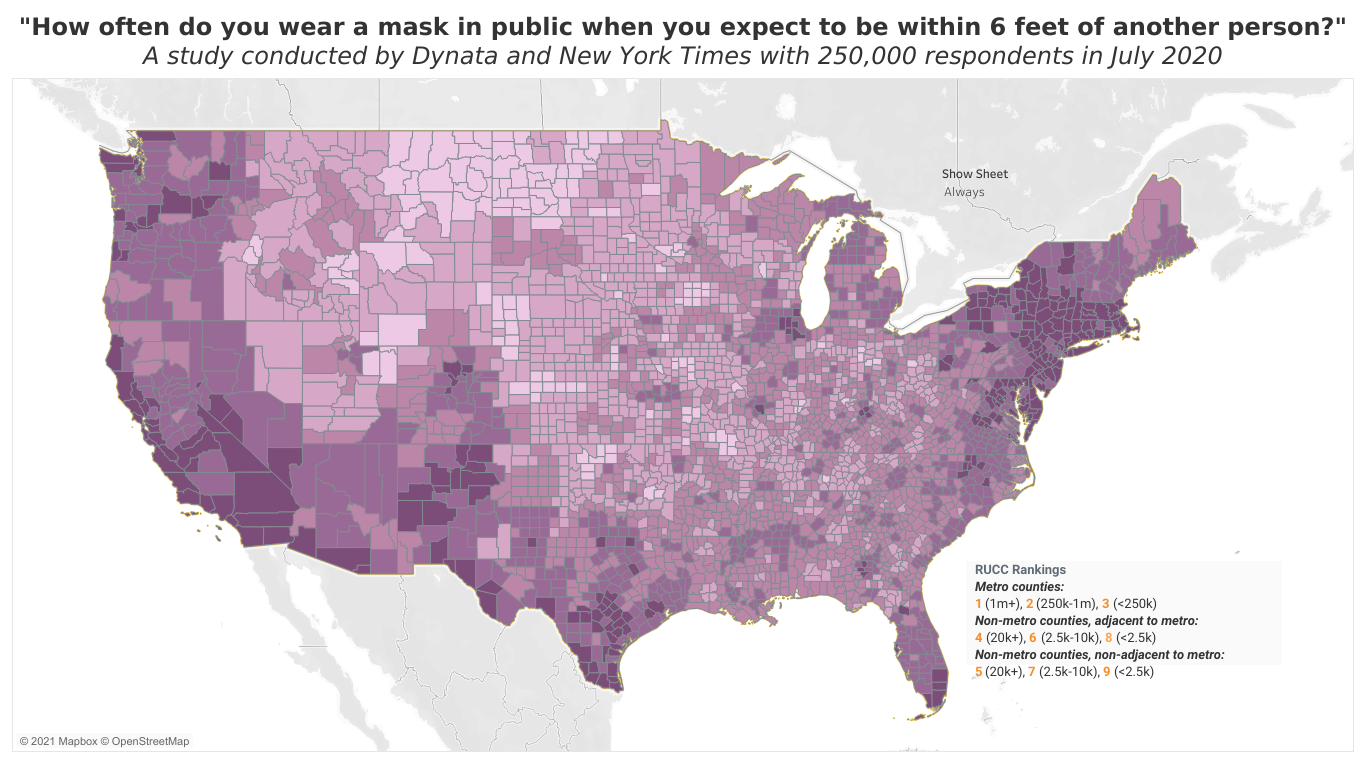 "How often do you wear a mask in public when you expect to be within 6 feet of another person?"
A study conducted by Dynata and New York Times with 250,000 respondents in July 2020
Show Sheet
Always
RUCC Rankings
Metro counties:
1 (1m+), 2 (250k-1m), 3 (<250k)
Non-metro counties, adjacent to metro:
4 (20k+), 6 (2.5k-10k), 8 (<2.5k)
Non-metro counties, non-adjacent to metro:
5 (20k+), 7 (2.5k-10k), 9 (<2.5k)
© 2021 Mapbox © OpenStreetMap